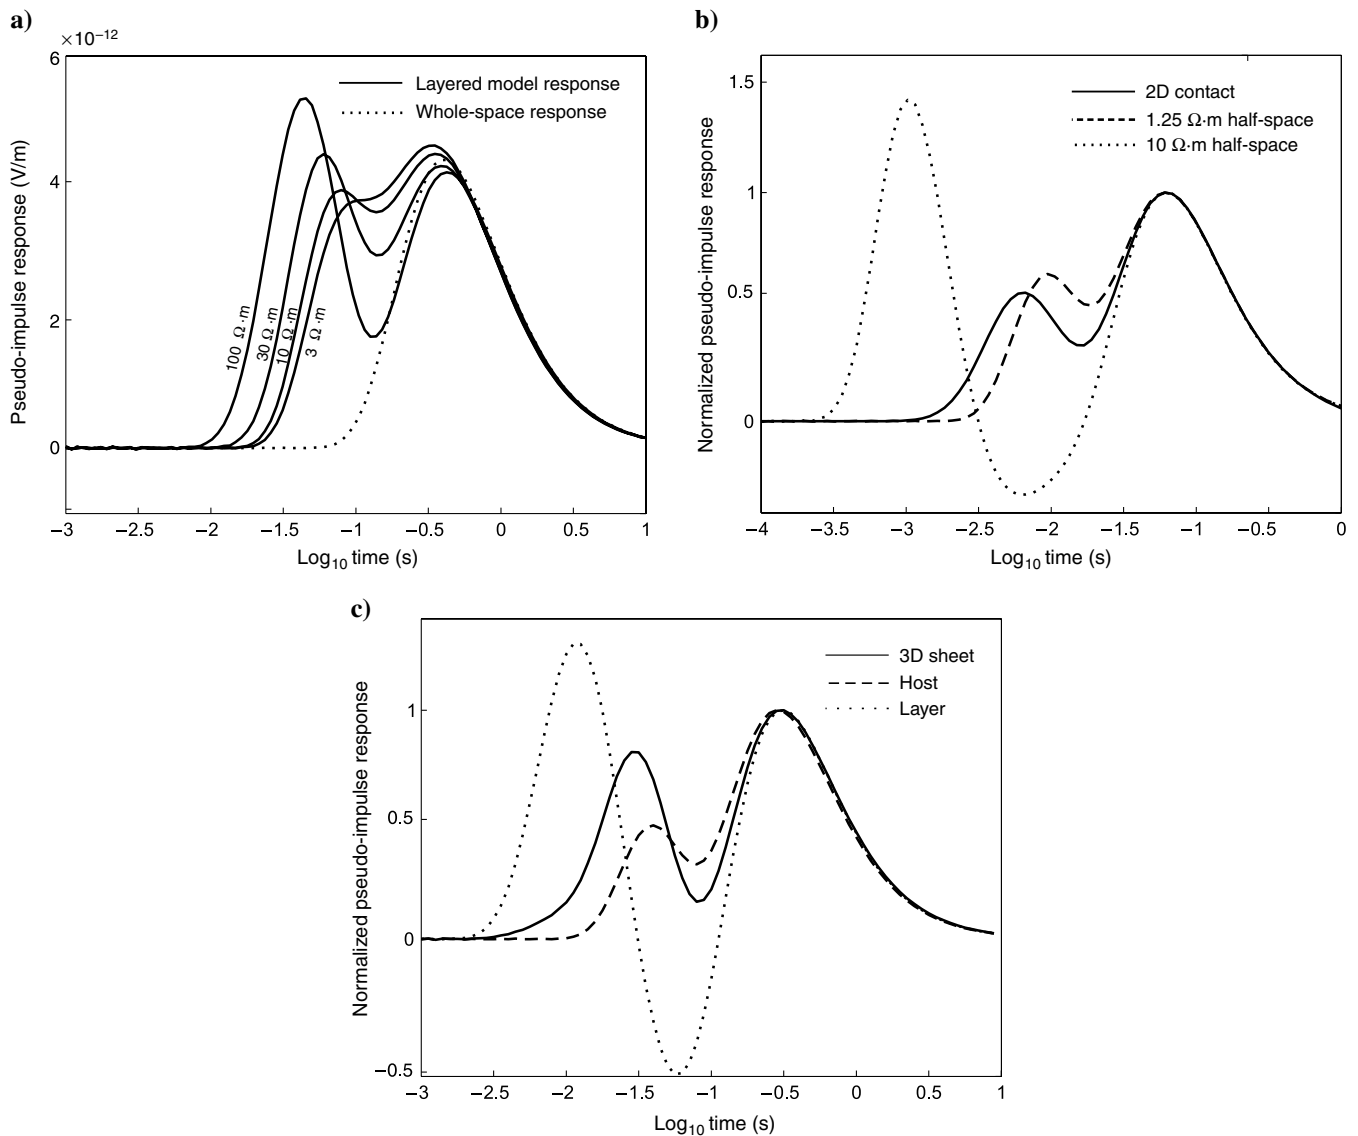 a)
×10−12
6
4
2
0
Pseudo-impulse response (V/m)
Layered model response
Whole-space response
100 Ω·m
30 Ω·m
10 Ω·m
3 Ω·m
−3 −2.5 −2 −1.5 −1 −0.5 0 0.5 1
Log10 time (s)
b)
1.5
1
0.5
0
Normalized pseudo-impulse response
2D contact
1.25 Ω·m half-space
10 Ω·m half-space
−4 −3.5 −3 −2.5 −2 −1.5 −1 −0.5 0
Log10 time (s)
c)
1
0.5
0
−0.5
Normalized pseudo-impulse response
3D sheet
Host
Layer
−3 −2.5 −2 −1.5 −1 −0.5 0 0.5 1
Log10 time (s)